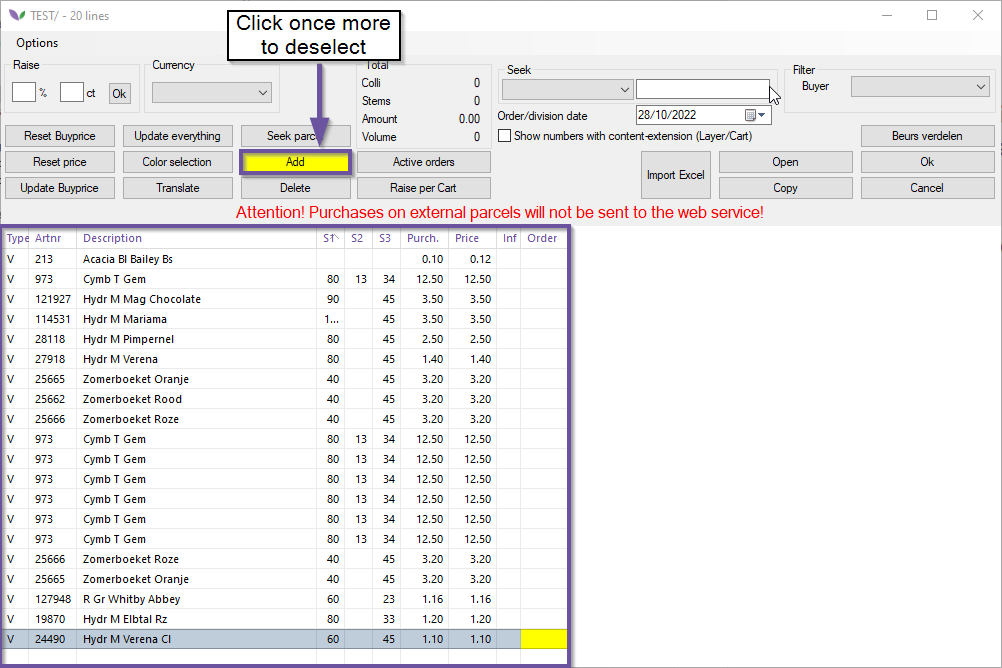 TEST/ - 20 lines
Click once more
to deselect
Options
Raise
%
ct
Ok
Currency
Total
Colli 0
Stems 0
Amount 0.00
Volume 0
Seek
Order/division date
28/10/2022
Show numbers with content-extension (Layer/Cart)
Filter
Buyer
Reset Buyprice
Update everything
Seek parc
Beurs verdelen
Reset price
Color selection
Add
Active orders
Import Excel
Open
Ok
Update Buyprice
Translate
Delete
Raise per Cart
Copy
Cancel
Attention! Purchases on external parcels will not be sent to the web service!
Type Artnr Description S1 S2 S3 Purch. Price Inf Order
V 213 Acacia Bl Bailey Bs 0.10 0.12
V 973 Cymb T Gem 80 13 34 12.50 12.50
V 121927 Hydr M Mag Chocolate 90 45 3.50 3.50
V 114531 Hydr M Mariama 1... 45 3.50 3.50
V 28118 Hydr M Pimpernel 80 45 2.50 2.50
V 27918 Hydr M Verena 80 45 1.40 1.40
V 25665 Zomerboeket Oranje 40 45 3.20 3.20
V 25662 Zomerboeket Rood 40 45 3.20 3.20
V 25666 Zomerboeket Roze 40 45 3.20 3.20
V 973 Cymb T Gem 80 13 34 12.50 12.50
V 973 Cymb T Gem 80 13 34 12.50 12.50
V 973 Cymb T Gem 80 13 34 12.50 12.50
V 973 Cymb T Gem 80 13 34 12.50 12.50
V 973 Cymb T Gem 80 13 34 12.50 12.50
V 973 Cymb T Gem 80 13 34 12.50 12.50
V 25666 Zomerboeket Roze 40 45 3.20 3.20
V 25665 Zomerboeket Oranje 40 45 3.20 3.20
V 127948 R Gr Whitby Abbey 60 23 1.16 1.16
V 19870 Hydr M Elbtal Rz 80 33 1.20 1.20
V 24490 Hydr M Verena Cl 60 45 1.10 1.10